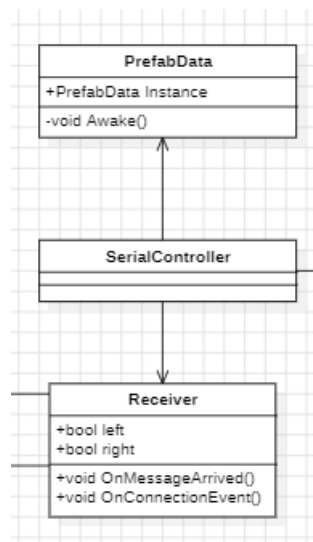 PrefabData
+PrefabData Instance
-void Awake()
SerialController
Receiver
+bool left
+bool right
+void OnMessageArrived()
+void OnConnectionEvent()